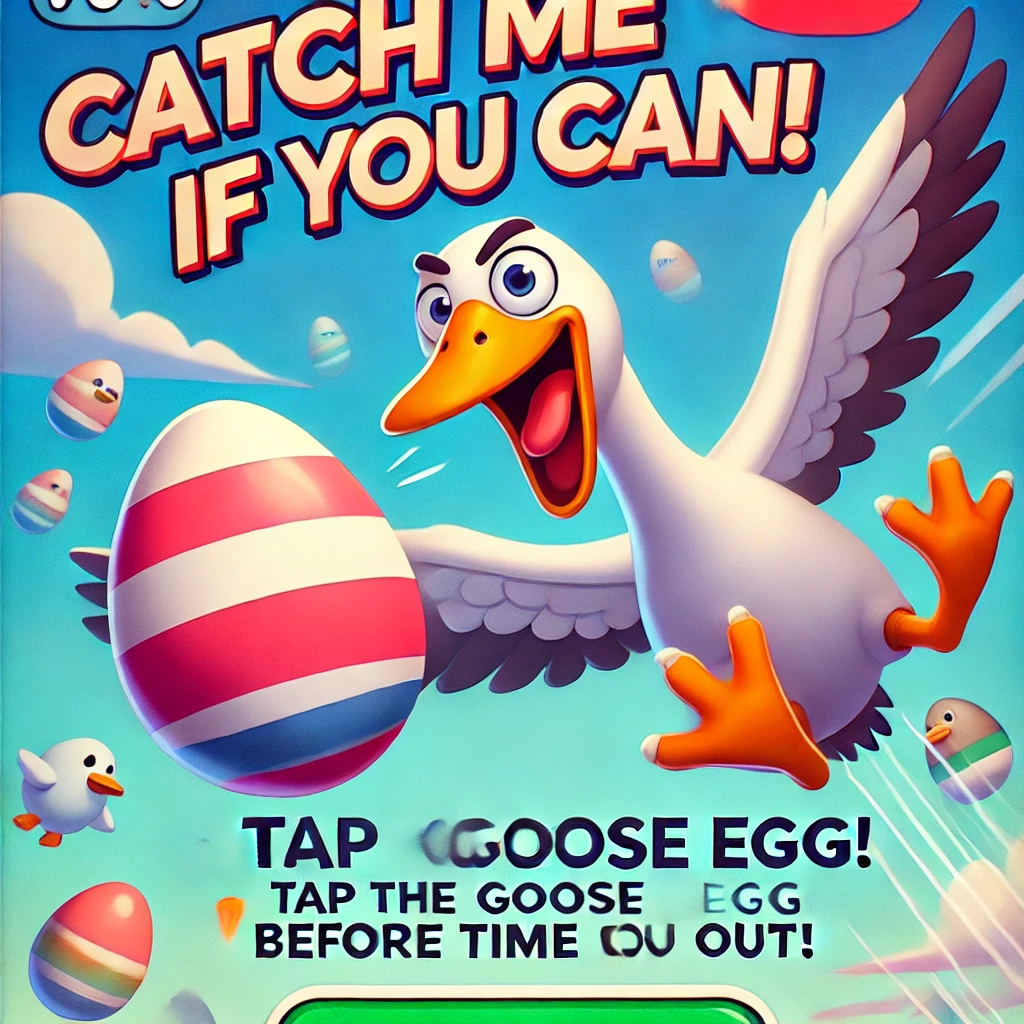 CATCH ME
IF YOU CAN!
TAP GOOSE EGG!
TAP THE GOOSE EGG
BEFORE TIME OUT!